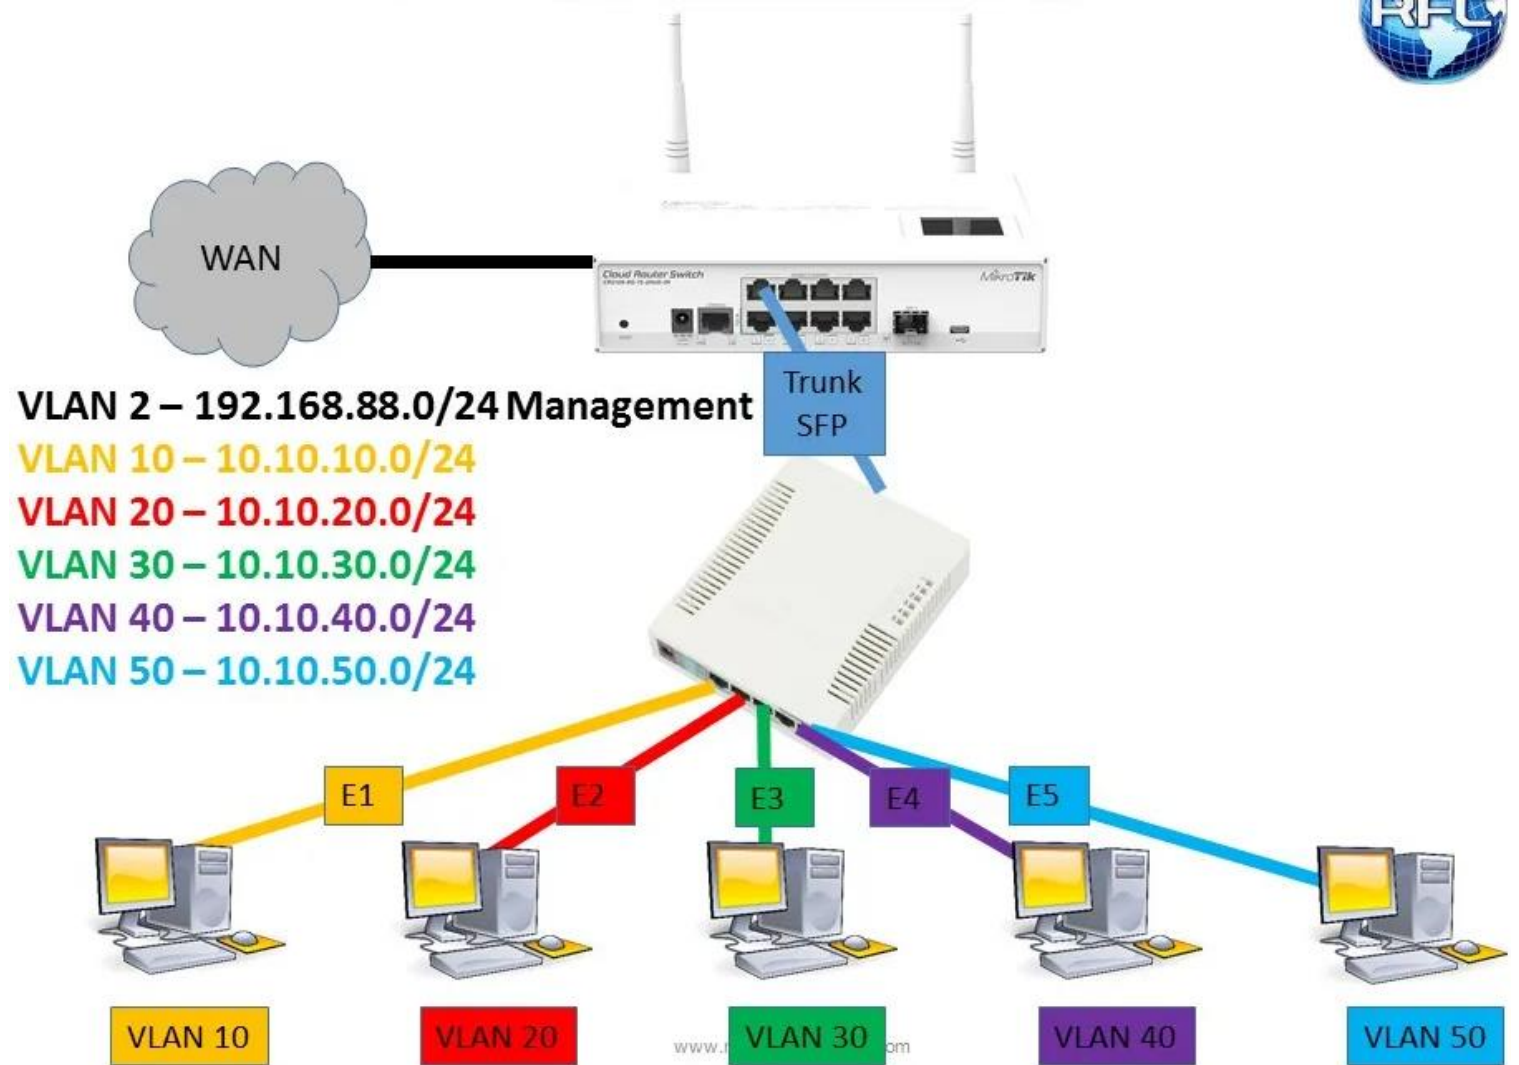 RFC
WAN
Cloud Router Switch
MikroTik
Trunk
SFP
VLAN 2 – 192.168.88.0/24 Management
VLAN 10 – 10.10.10.0/24
VLAN 20 – 10.10.20.0/24
VLAN 30 – 10.10.30.0/24
VLAN 40 – 10.10.40.0/24
VLAN 50 – 10.10.50.0/24
E1
E2
E3
E4
E5
VLAN 10
VLAN 20
VLAN 30
VLAN 40
VLAN 50